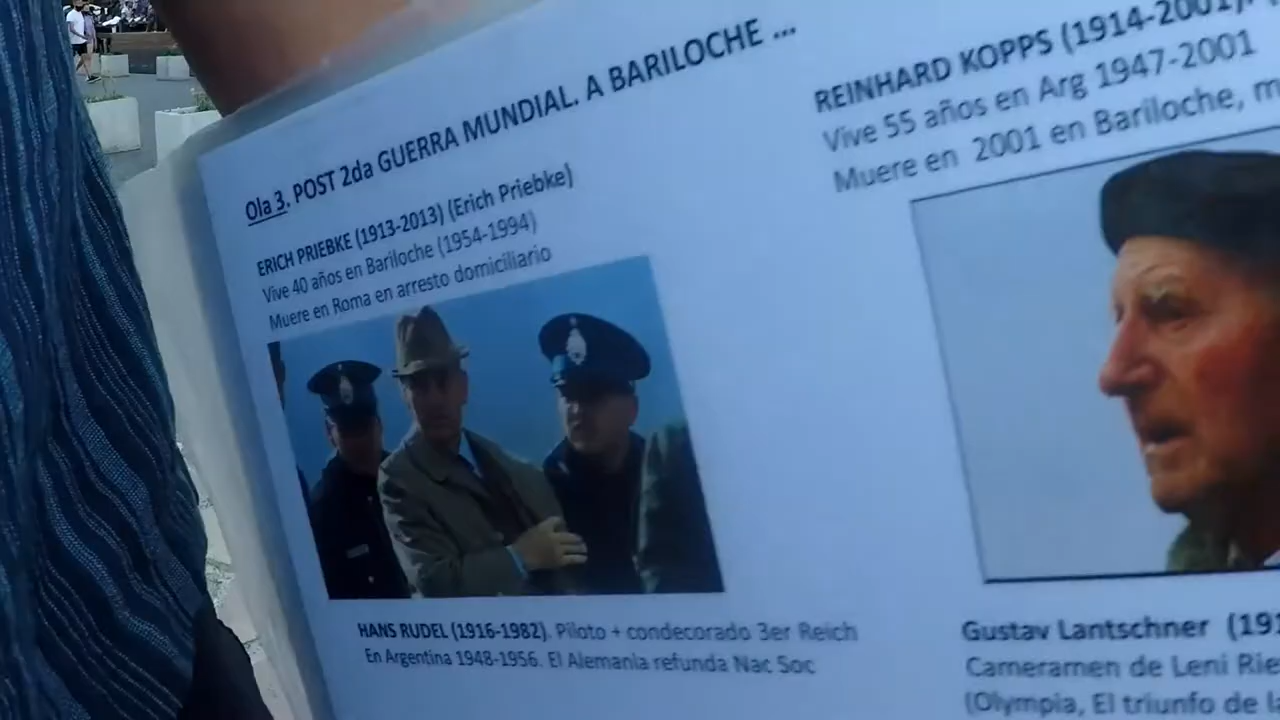 Ola 3. POST 2da GUERRA MUNDIAL. A BARILOCHE ...
ERICH PRIEBKE (1913-2013) (Erich Priebke)
Vive 40 años en Bariloche (1954-1994)
Muere en Roma en arresto domiciliario
HANS RUDEL (1916-1982). Piloto + condecorado 3er Reich
En Argentina 1948-1956. El Alemania refunda Nac Soc
REINHARD KOPPS (1914-2001).
Vive 55 años en Arg 1947-2001
Muere en 2001 en Bariloche, m
Gustav Lantschner (191
Cameramen de Leni Rie
(Olympia, El triunfo de la